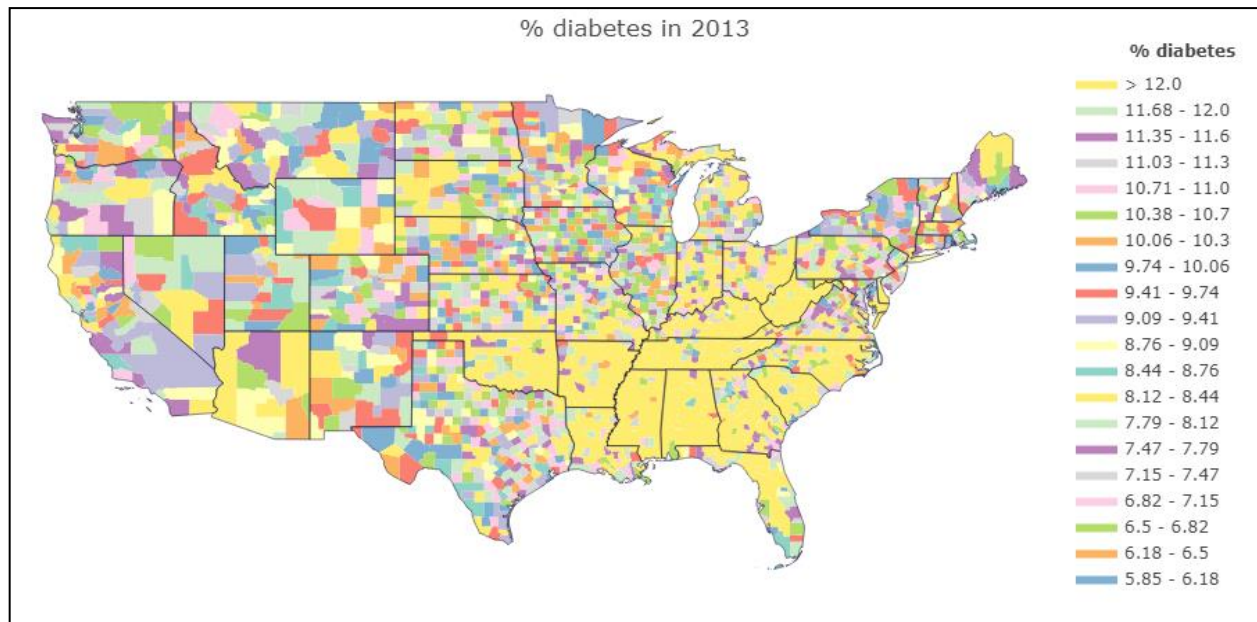 % diabetes in 2013
% diabetes
> 12.0
11.68 - 12.0
11.35 - 11.6
11.03 - 11.3
10.71 - 11.0
10.38 - 10.7
10.06 - 10.3
9.74 - 10.06
9.41 - 9.74
9.09 - 9.41
8.76 - 9.09
8.44 - 8.76
8.12 - 8.44
7.79 - 8.12
7.47 - 7.79
7.15 - 7.47
6.82 - 7.15
6.5 - 6.82
6.18 - 6.5
5.85 - 6.18